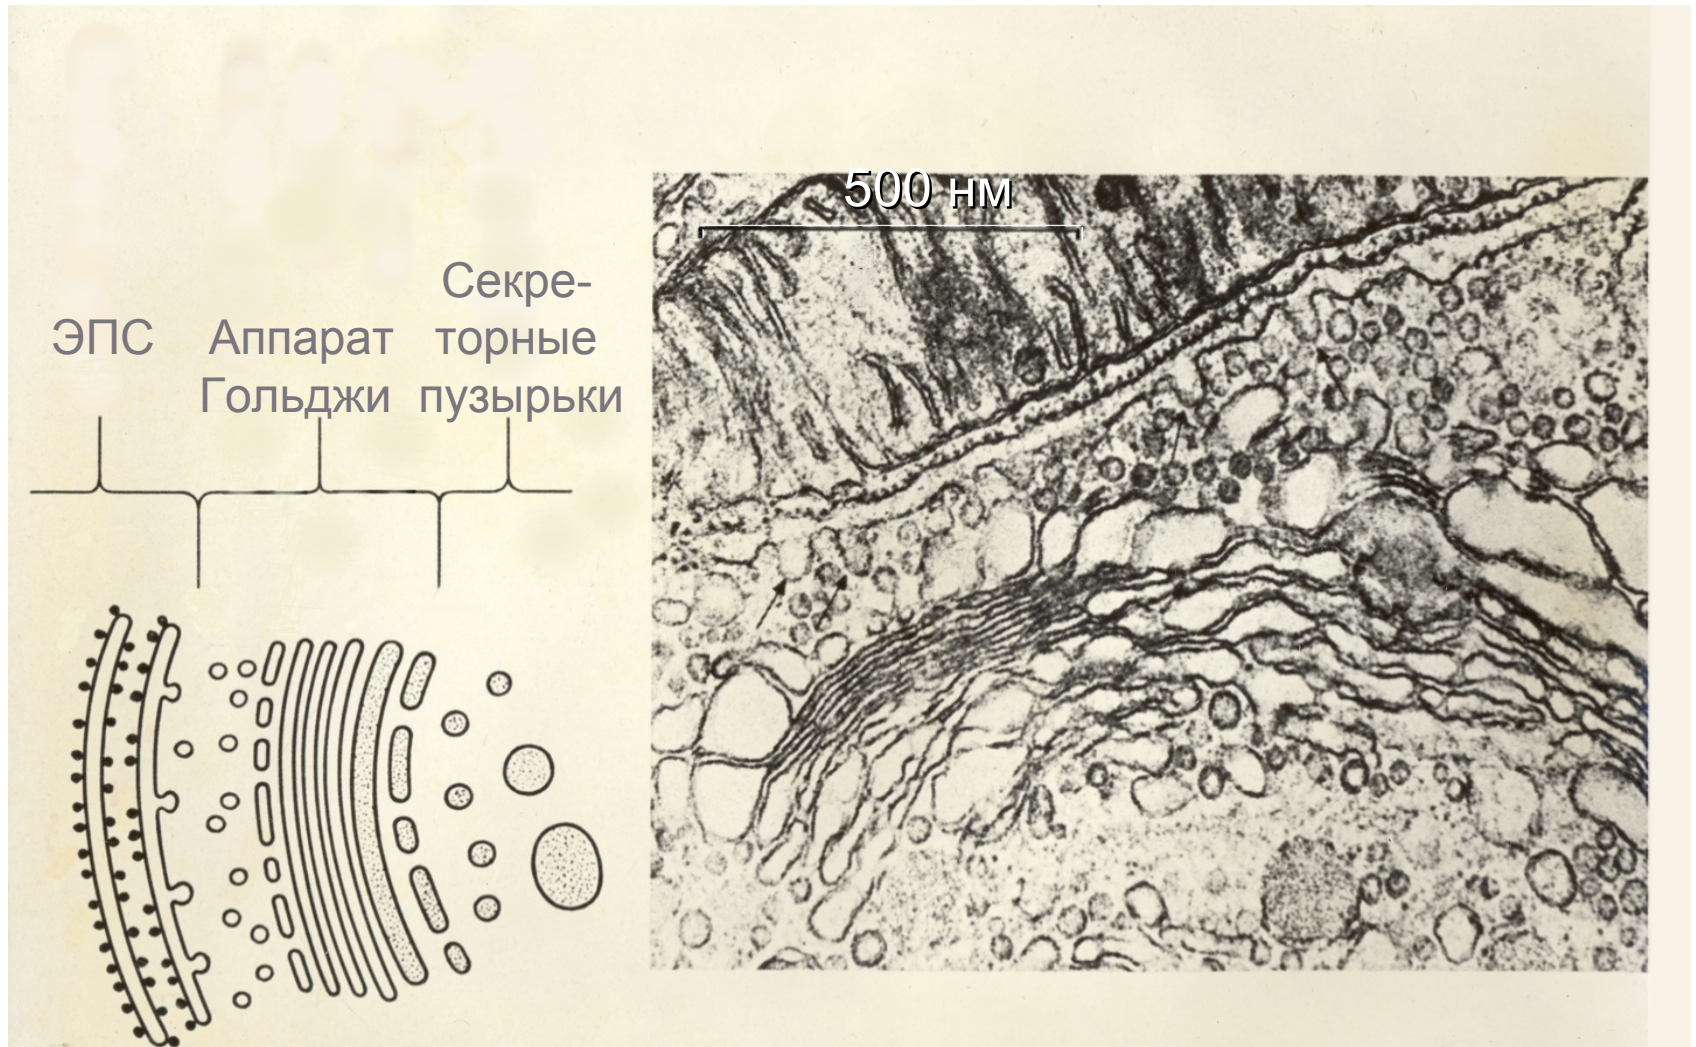 500 нм
ЭПС
Аппарат
Гольджи
Секре-
торные
пузырьки